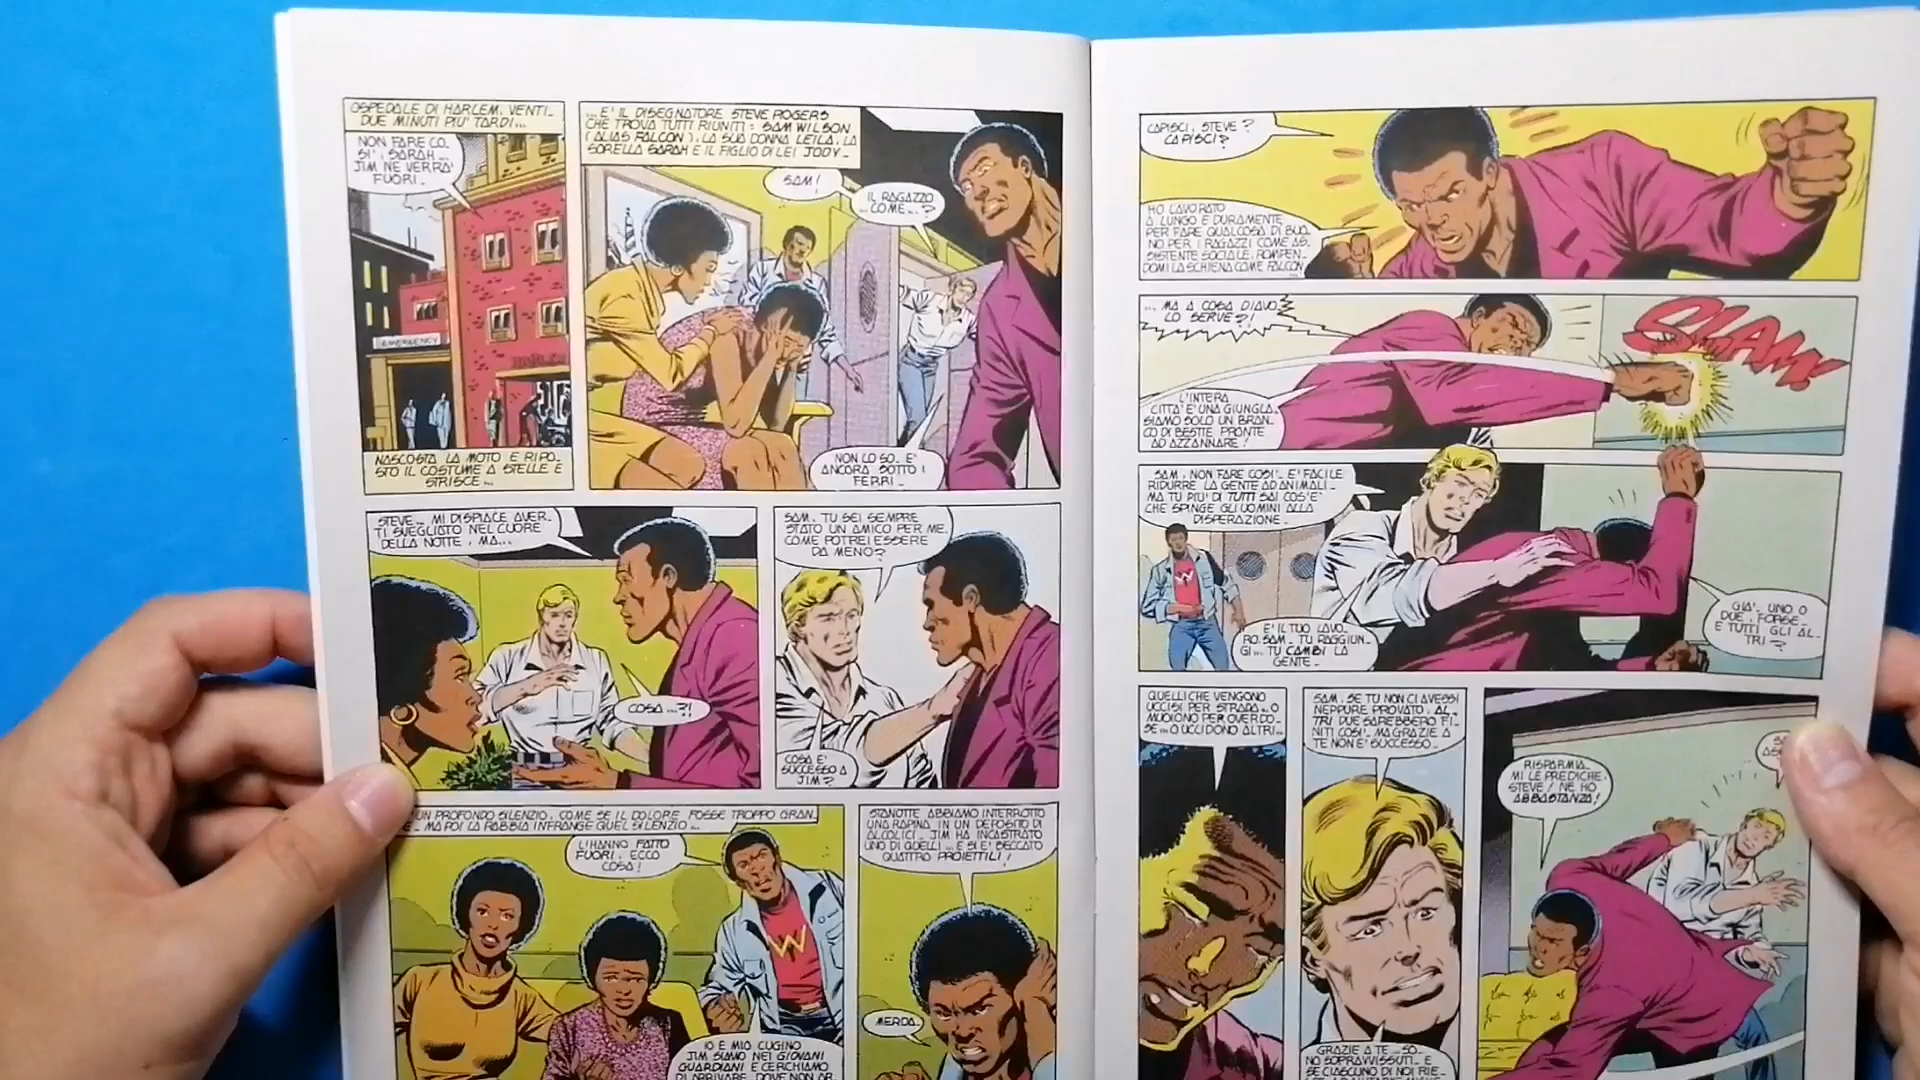 OSPEDALE DI HARLEM, VENTI-
DUE MINUTI PIU' TARDI...
NON FARE CO-
SI', SARAH...
JIM NE VERRA'
FUORI.
EMERGENCY
NASCOSTA LA MOTO E RIPO-
STO IL COSTUME A STELLE E
STRISCE...
...E' IL DISEGNATORE STEVE ROGERS
CHE TROVA TUTTI RIUNITI: SAM WILSON
(ALIAS FALCON), LA SUA DONNA LEILA, LA
SORELLA SARAH E IL FIGLIO DI LEI JODY...
SAM!
IL RAGAZZO
...COME...?
NON LO SO. E'
ANCORA SOTTO I
FERRI...
STEVE... MI DISPIACE AVER-
TI SVEGLIATO NEL CUORE
DELLA NOTTE, MA...
COSA...?!
SAM, TU SEI SEMPRE
STATO UN AMICO PER ME.
COME POTREI ESSERE
DA MENO?
COSA E'
SUCCESSO A
JIM?
UN PROFONDO SILENZIO, COME SE IL DOLORE FOSSE TROPPO GRAN-
MA POI LA RABBIA INFRANGE QUEL SILENZIO...
L'HANNO FATTO
FUORI, ECCO
COSA!
W
IO E MIO CUGINO
JIM SIAMO NEI GIOVANI
GUARDIANI E CERCHIAMO
DI ARRIVARE DOVE NON AR-
STANOTTE ABBIAMO INTERROTTO
UNA RAPINA IN UN DEPOSITO DI
ALCOLICI... JIM HA INCASTRATO
UNO DI QUELLI... E SI E' BECCATO
QUATTRO PROIETTILI!
MERDA...
CAPISCI, STEVE?
CAPISCI?
HO LAVORATO
A LUNGO E DURAMENTE
PER FARE QUALCOSA DI BUO-
NO PER I RAGAZZI COME AS-
SISTENTE SOCIALE, ROMPEN-
DOMI LA SCHIENA COME FALCON
...MA A COSA DIAVO-
LO SERVE?!
SLAM!
L'INTERA
CITTA' E' UNA GIUNGLA.
SIAMO SOLO UN BRAN-
CO DI BESTIE PRONTE
AD AZZANNARE!
SAM, NON FARE COSI'. E' FACILE
RIDURRE LA GENTE AD ANIMALI...
MA TU PIU' DI TUTTI SAI COS'E'
CHE SPINGE GLI UOMINI ALLA
DISPERAZIONE...
W
E' IL TUO LAVO-
RO, SAM. TU RAGGIUN-
GI... TU CAMBI LA
GENTE...
GIA'. UNO O
DUE, FORSE...
E TUTTI GLI AL-
TRI?
QUELLI CHE VENGONO
UCCISI PER STRADA... O
MUOIONO PER OVERDO-
SE... O UCCIDONO ALTRI...
SAM, SE TU NON CI AVESSI
NEPPURE PROVATO, AL-
TRI DUE SAREBBERO FI-
NITI COSI'. MA GRAZIE A
TE NON E' SUCCESSO...
GRAZIE A TE... SO-
NO SOPRAVVISSUTI... E
SE CIASCUNO DI NOI RIE-
RISPARMIA-
MI LE PREDICHE,
STEVE! NE HO
ABBASTANZA!